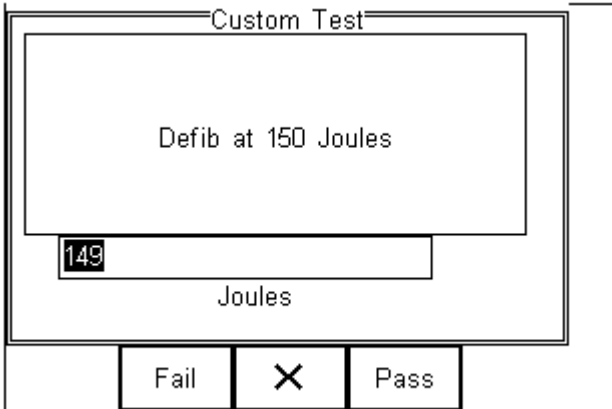 Custom Test
Defib at 150 Joules
149
Joules
Fail
Pass